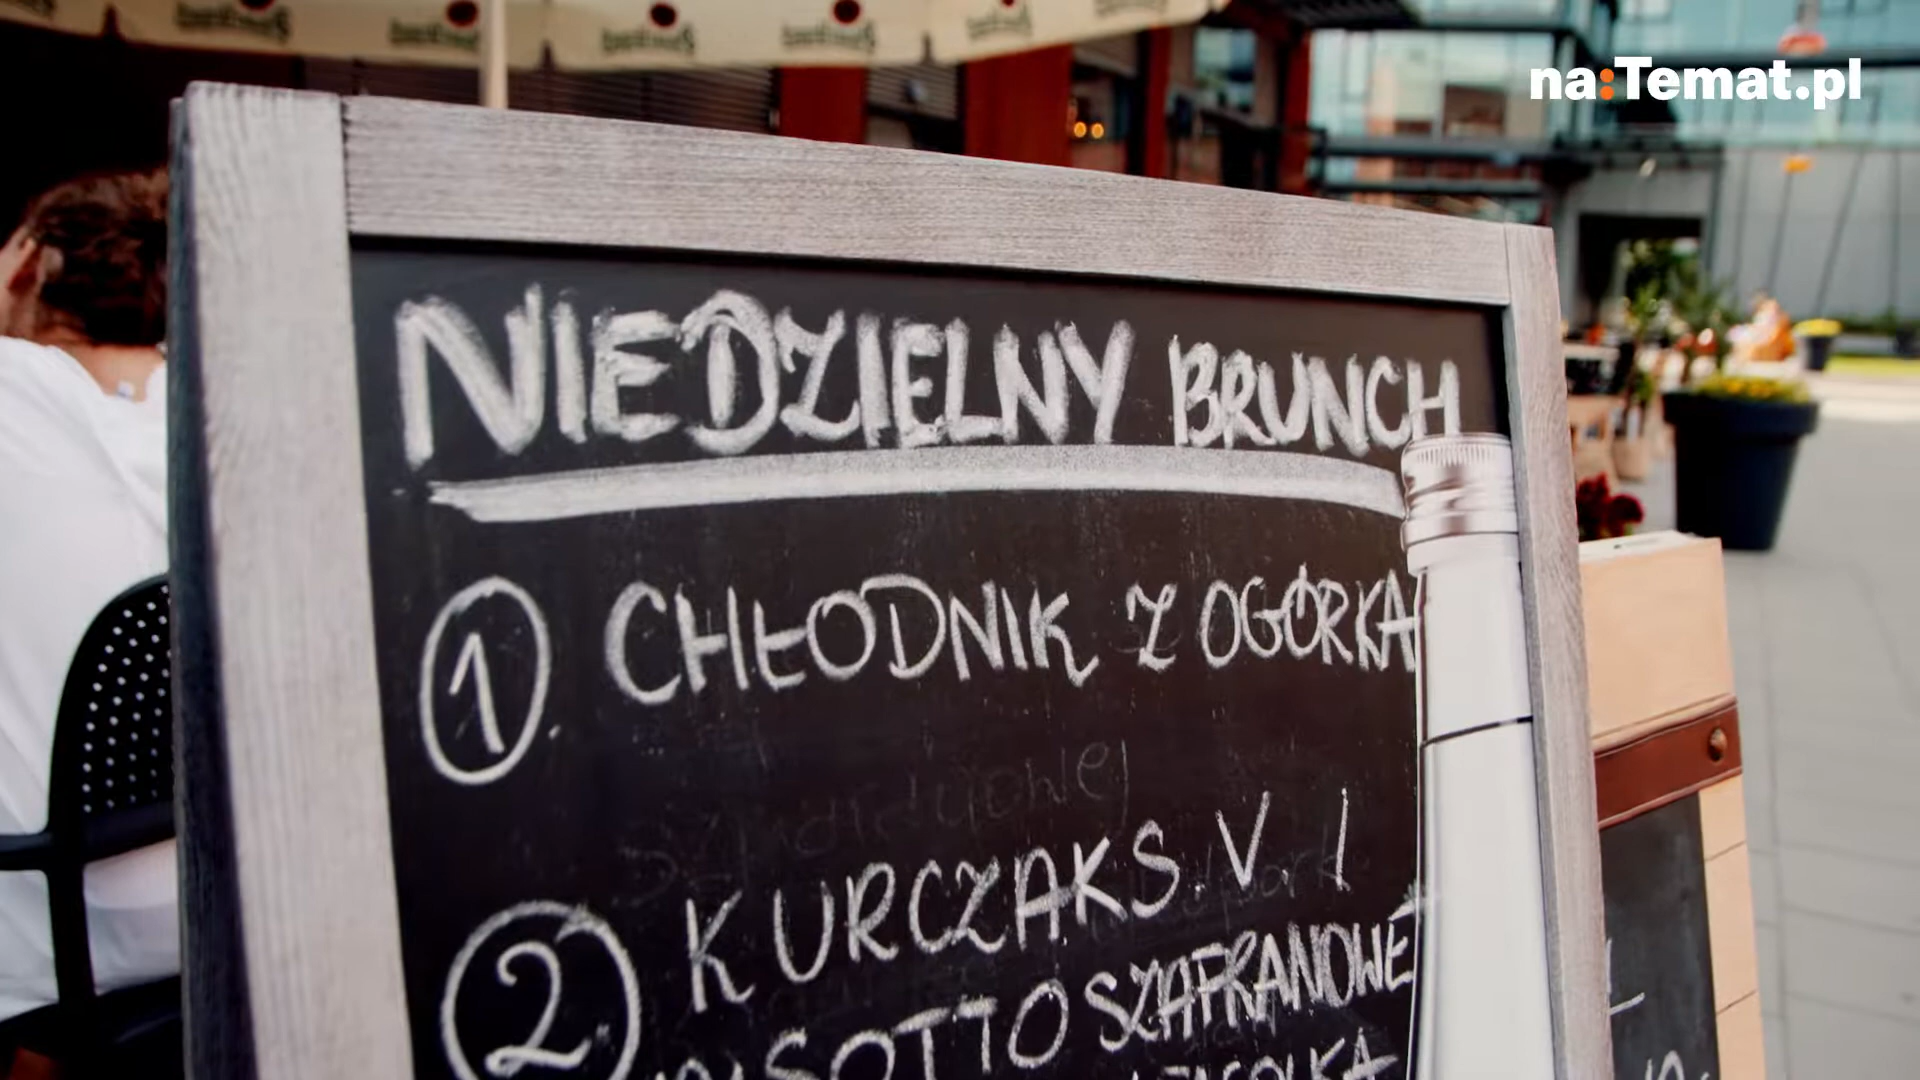 na:Temat.pl
NIEDZIELNY BRUNCH
1. CHŁODNIK Z OGÓRKA
2. KURCZAK S.V. /
RISOTTO SZAFRANOWE